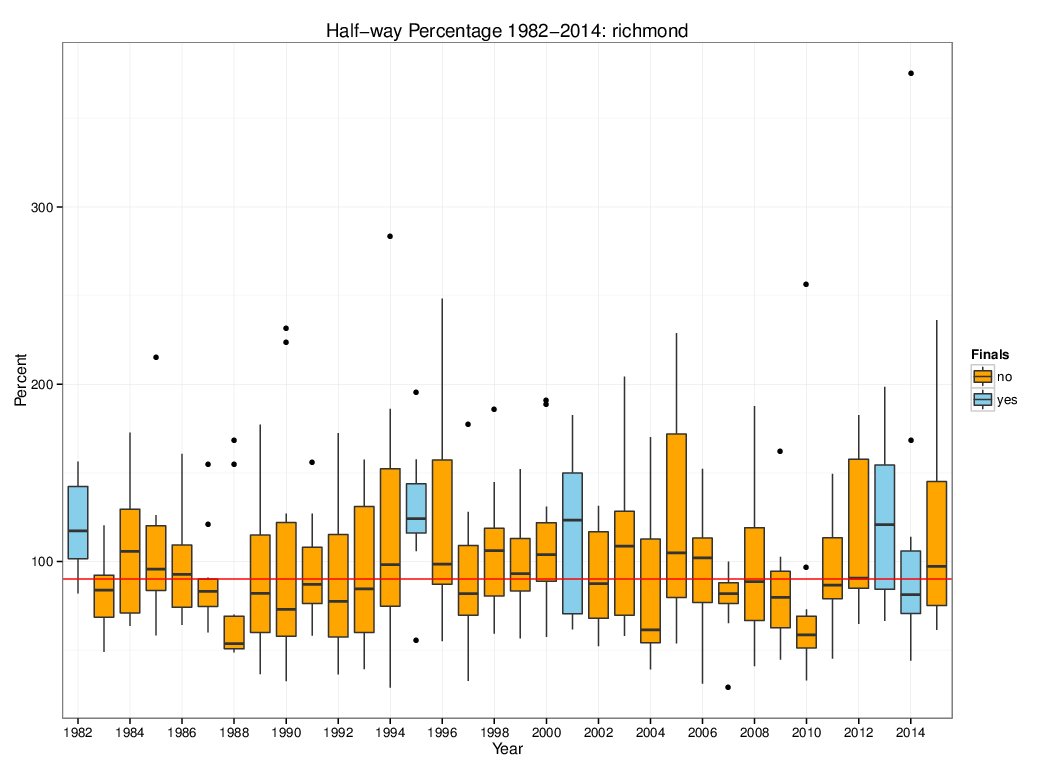 Half−way Percentage 1982−2014: richmond
Percent
300
200
100
1982 1984 1986 1988 1990 1992 1994 1996 1998 2000 2002 2004 2006 2008 2010 2012 2014
Year
Finals
no
yes